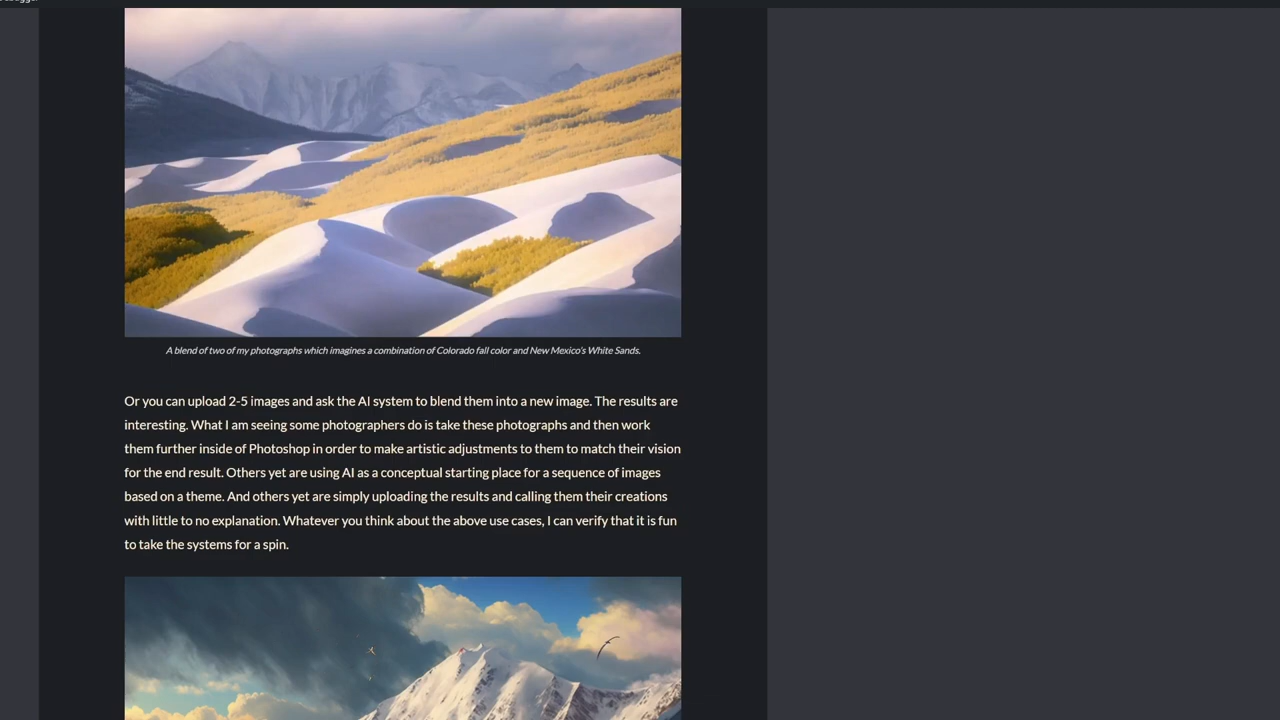 A blend of two of my photographs which imagines a combination of Colorado fall color and New Mexico's White Sands.
Or you can upload 2-5 images and ask the AI system to blend them into a new image. The results are
interesting. What I am seeing some photographers do is take these photographs and then work
them further inside of Photoshop in order to make artistic adjustments to them to match their vision
for the end result. Others yet are using AI as a conceptual starting place for a sequence of images
based on a theme. And others yet are simply uploading the results and calling them their creations
with little to no explanation. Whatever you think about the above use cases, I can verify that it is fun
to take the systems for a spin.